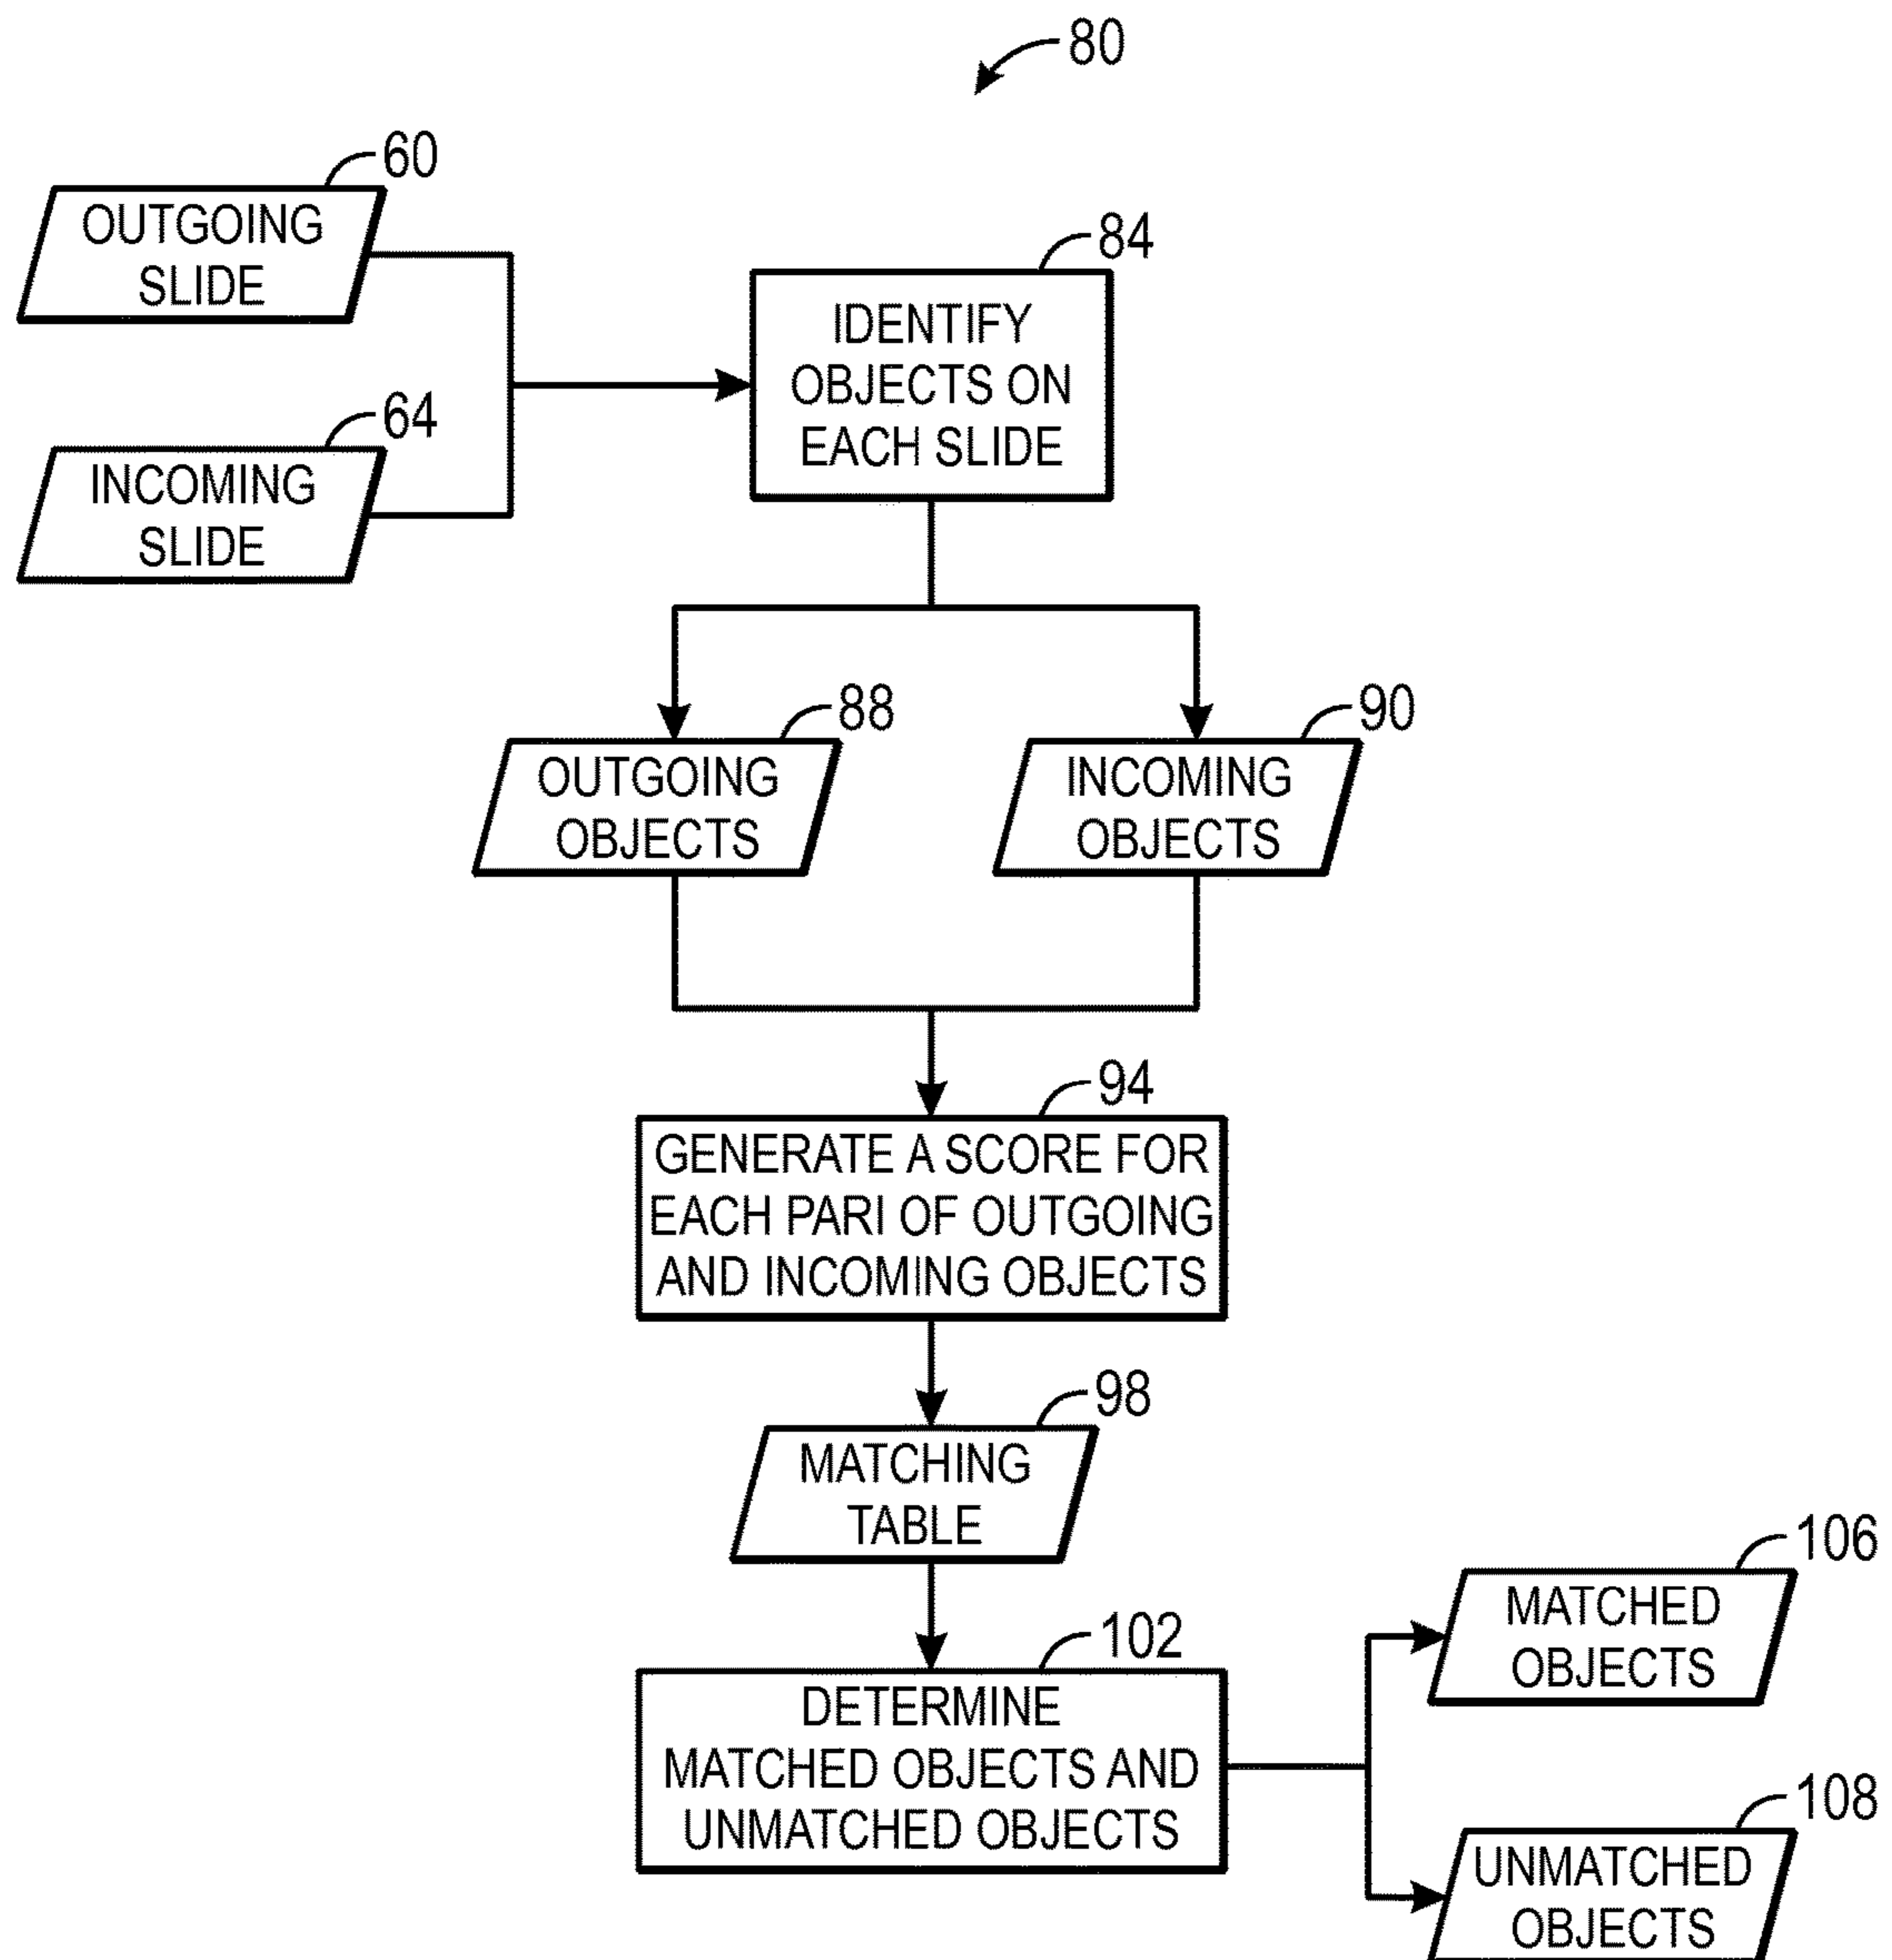 80
60
OUTGOING
SLIDE
84
IDENTIFY
OBJECTS ON
EACH SLIDE
64
INCOMING
SLIDE
88
OUTGOING
OBJECTS
90
INCOMING
OBJECTS
94
GENERATE A SCORE FOR
EACH PARI OF OUTGOING
AND INCOMING OBJECTS
98
MATCHING
TABLE
102
DETERMINE
MATCHED OBJECTS AND
UNMATCHED OBJECTS
106
MATCHED
OBJECTS
108
UNMATCHED
OBJECTS